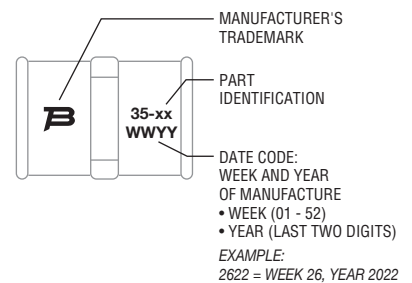 MANUFACTURER'S
TRADEMARK
PART
IDENTIFICATION
35-xx
WWYY
DATE CODE:
WEEK AND YEAR
OF MANUFACTURE
• WEEK (01 - 52)
• YEAR (LAST TWO DIGITS)
EXAMPLE:
2622 = WEEK 26, YEAR 2022